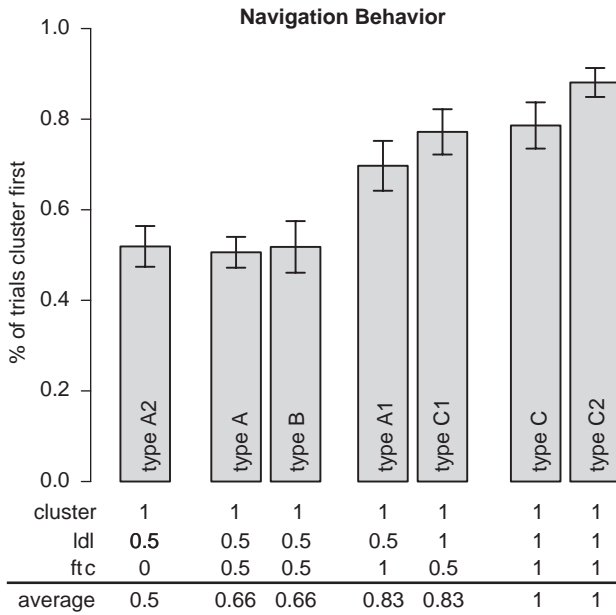 Navigation Behavior
% of trials cluster first
1.0
0.8
0.6
0.4
0.2
0.0
type A2
type A
type B
type A1
type C1
type C
type C2
cluster 1 1 1 1 1 1 1
ldl 0.5 0.5 0.5 0.5 1 1 1
ftc 0 0.5 0.5 1 0.5 1 1
average 0.5 0.66 0.66 0.83 0.83 1 1